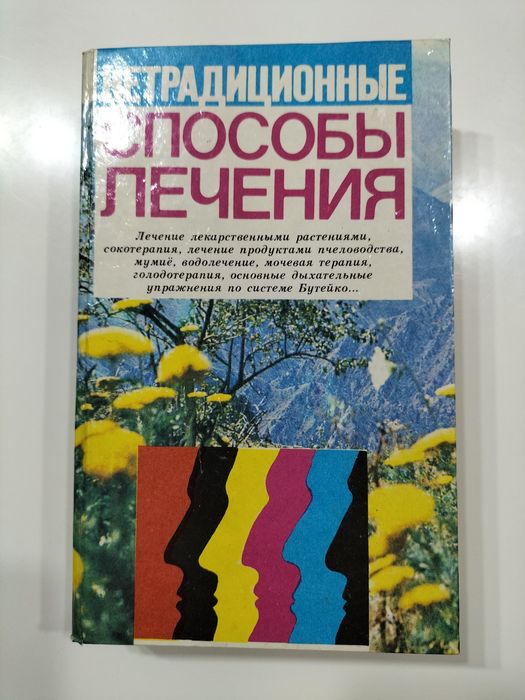 НЕТРАДИЦИОННЫЕ
СПОСОБЫ
ЛЕЧЕНИЯ
Лечение лекарственными растениями,
сокотерапия, лечение продуктами пчеловодства,
мумиё, водолечение, мочевая терапия,
голодотерапия, основные дыхательные
упражнения по системе Бутейко...